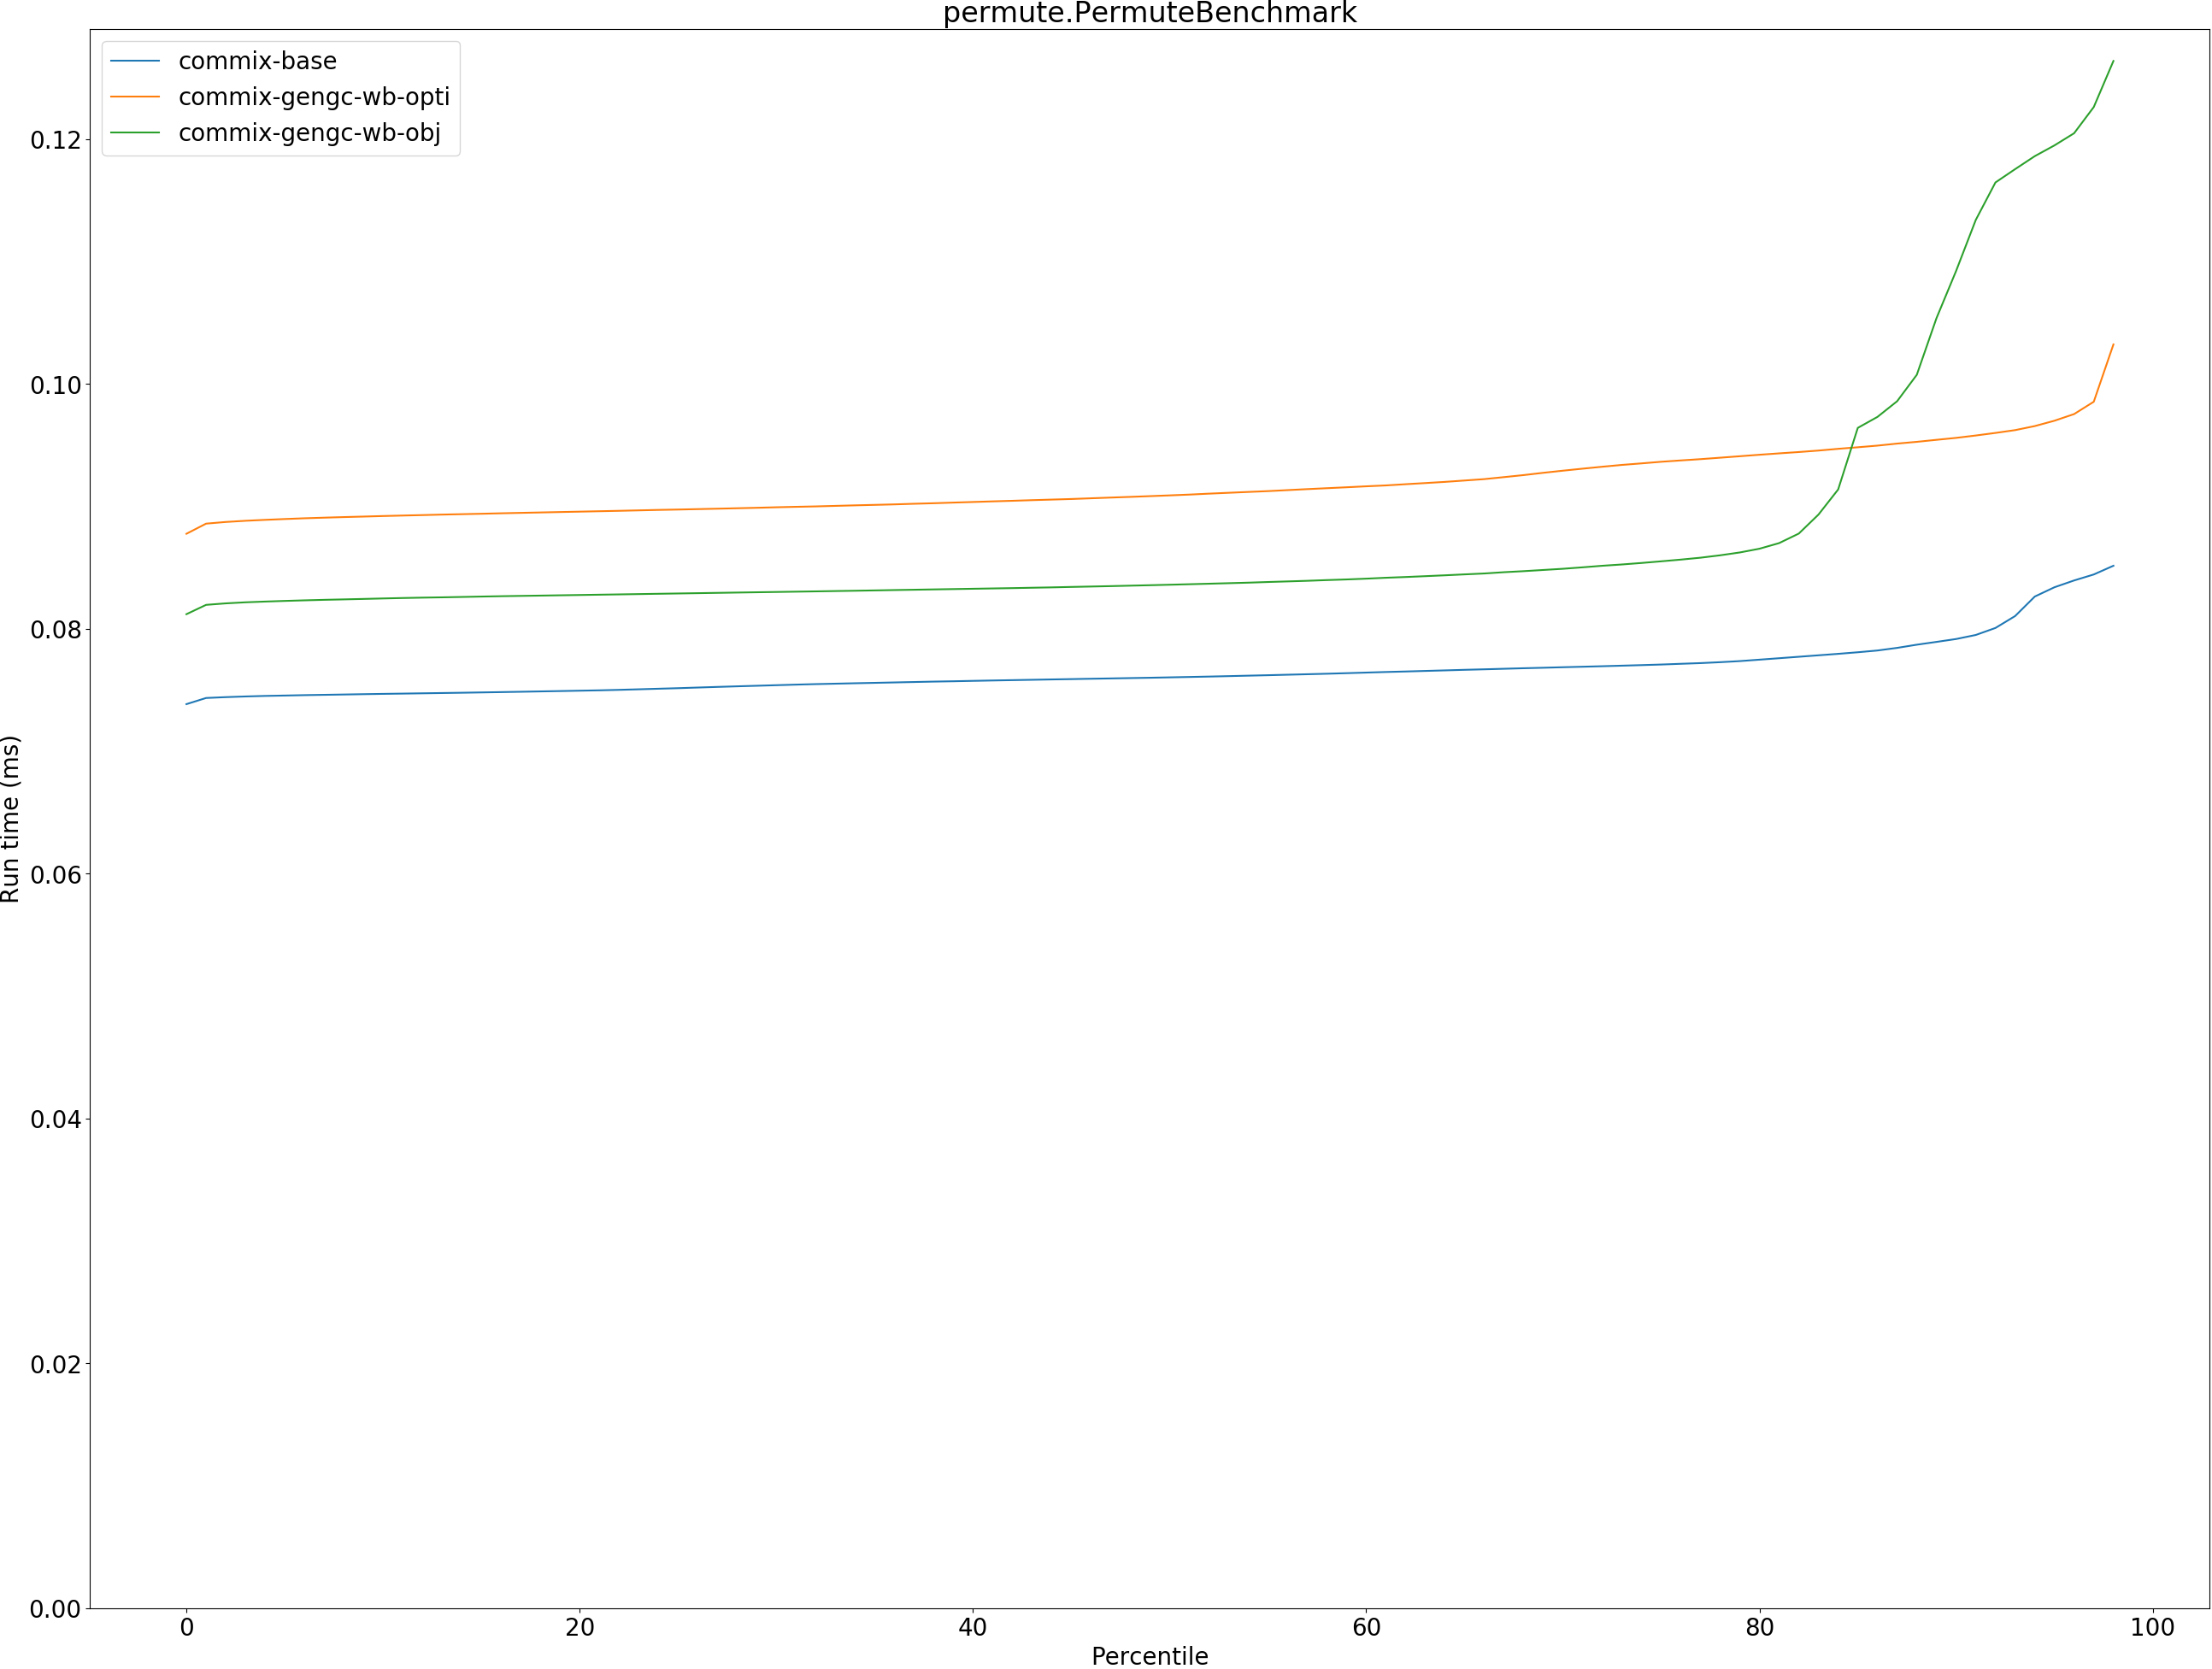 permute.PermuteBenchmark
commix-base
commix-gengc-wb-opti
commix-gengc-wb-obj
0.12
0.10
0.08
0.06
0.04
0.02
0.00
Run time (ms)
0 20 40 60 80 100
Percentile